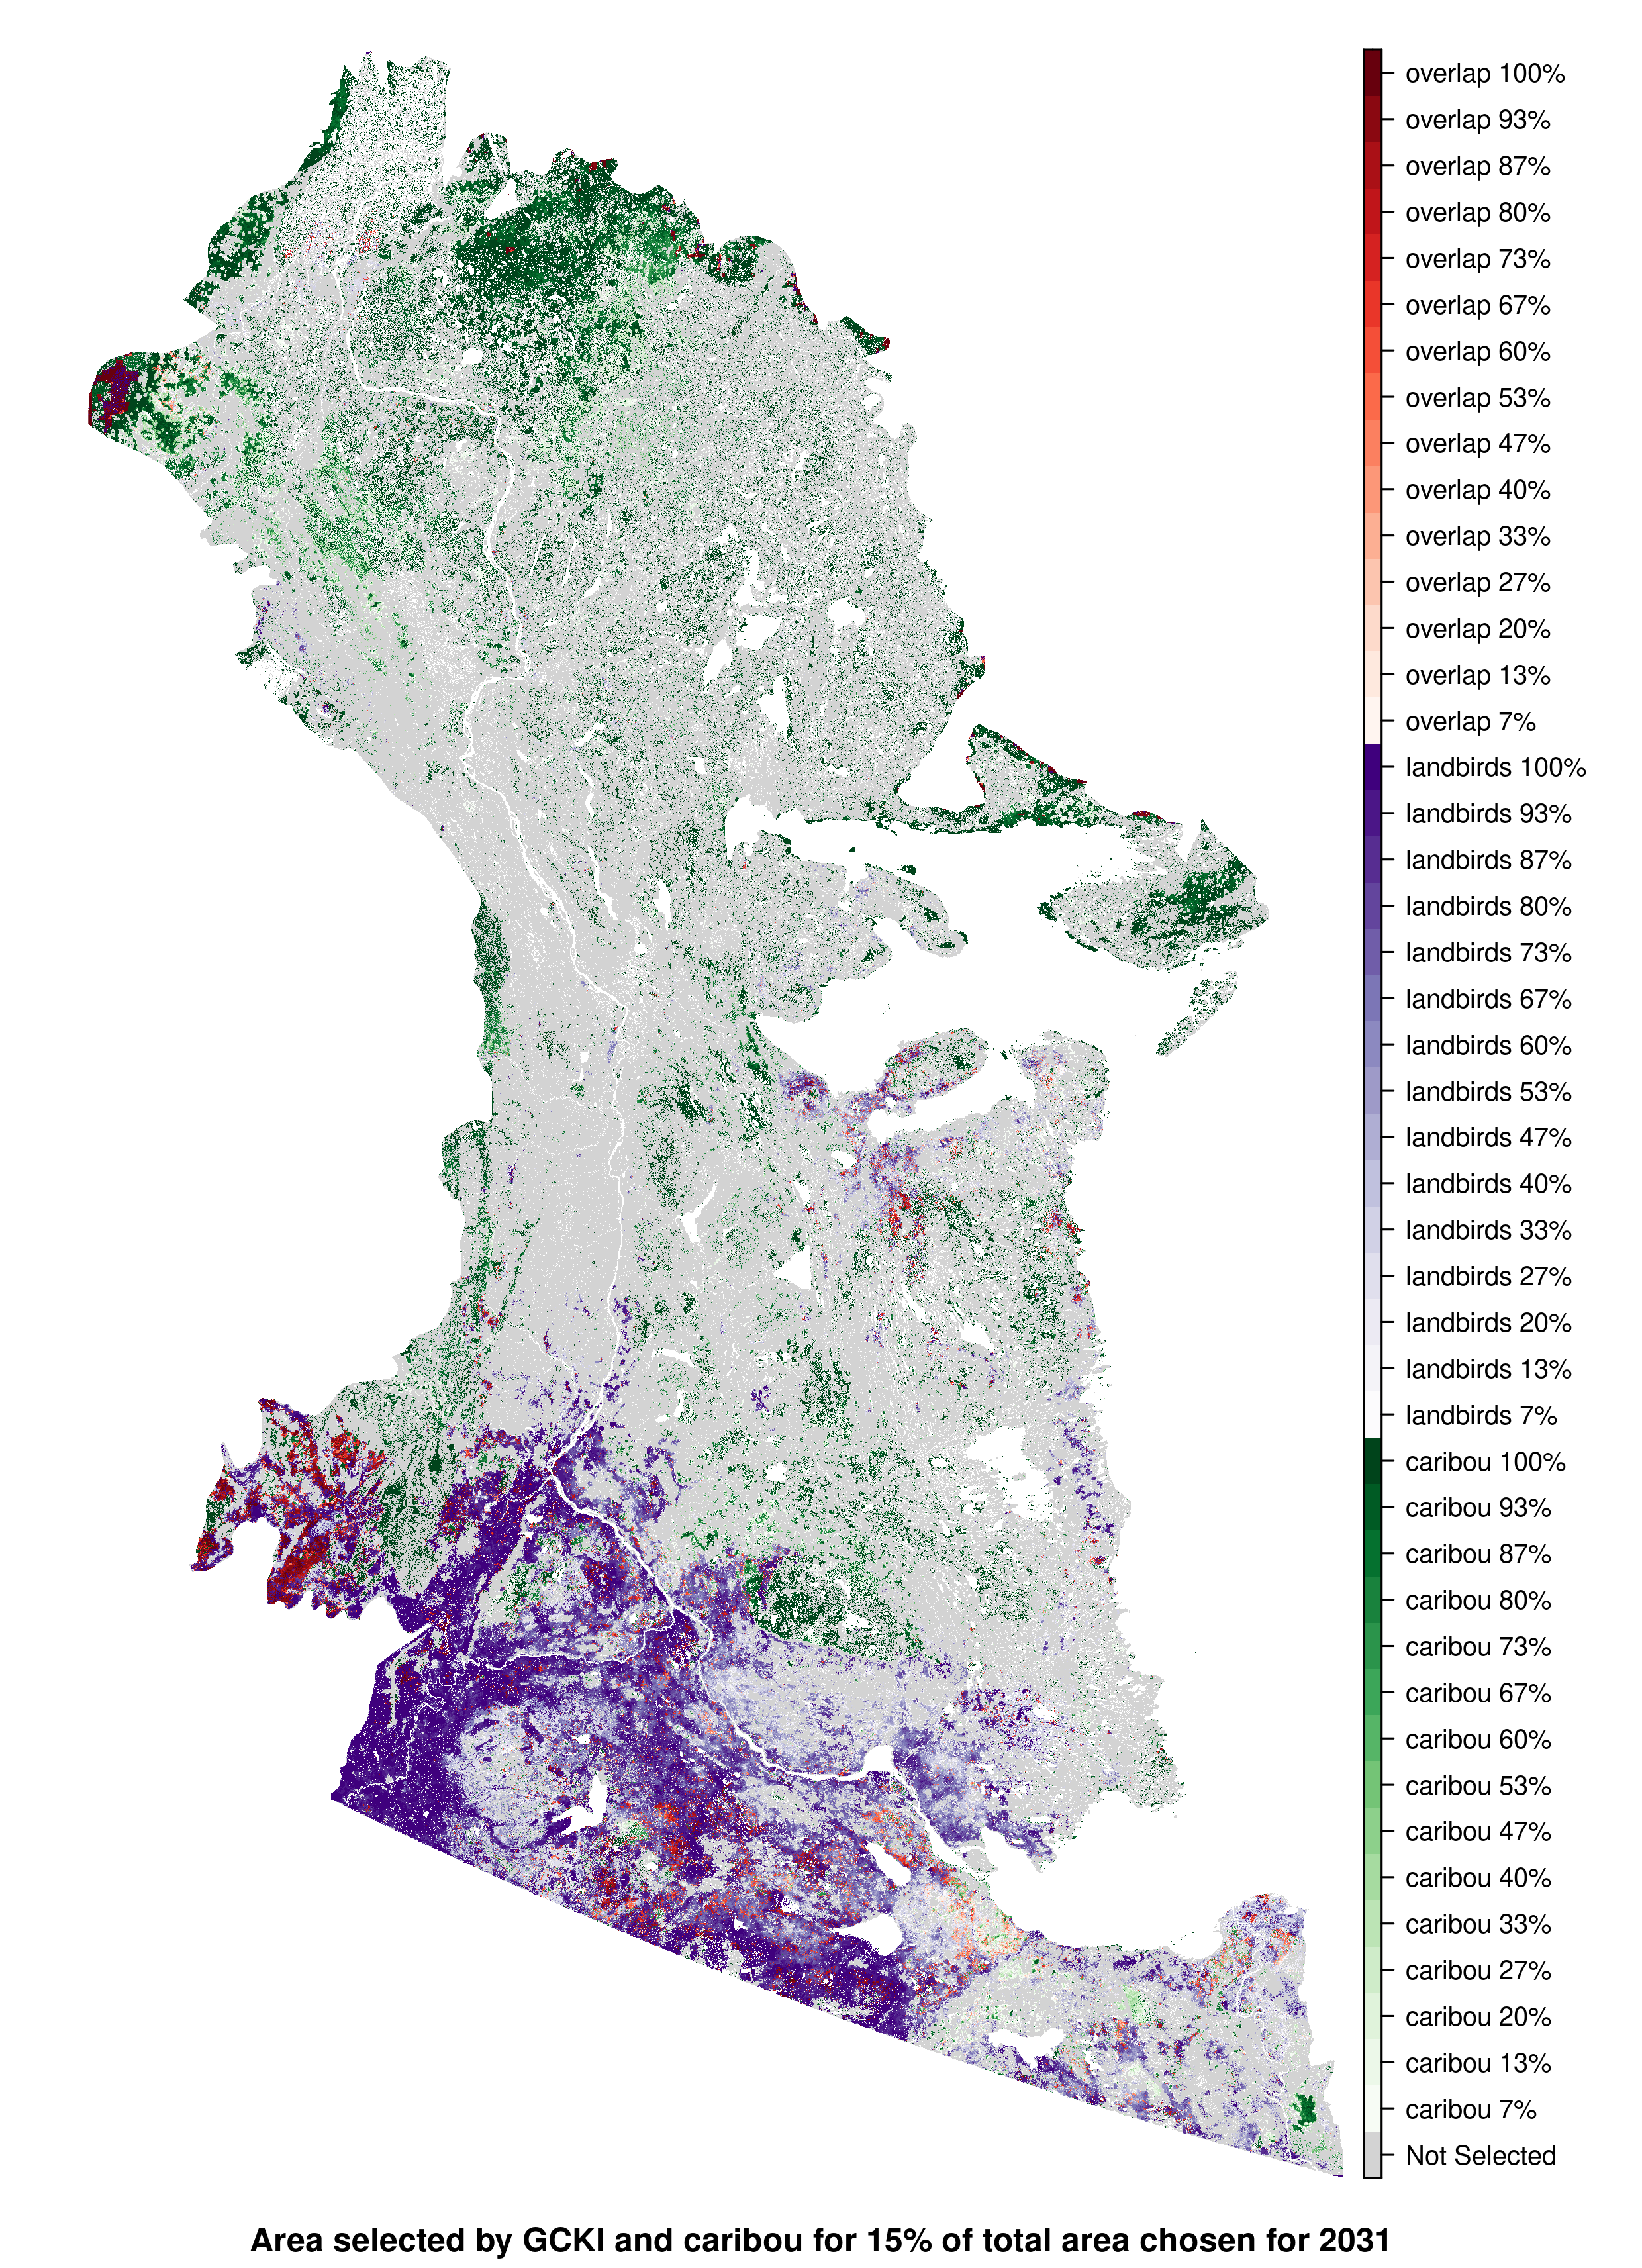 overlap 100%
overlap 93%
overlap 87%
overlap 80%
overlap 73%
overlap 67%
overlap 60%
overlap 53%
overlap 47%
overlap 40%
overlap 33%
overlap 27%
overlap 20%
overlap 13%
overlap 7%
landbirds 100%
landbirds 93%
landbirds 87%
landbirds 80%
landbirds 73%
landbirds 67%
landbirds 60%
landbirds 53%
landbirds 47%
landbirds 40%
landbirds 33%
landbirds 27%
landbirds 20%
landbirds 13%
landbirds 7%
caribou 100%
caribou 93%
caribou 87%
caribou 80%
caribou 73%
caribou 67%
caribou 60%
caribou 53%
caribou 47%
caribou 40%
caribou 33%
caribou 27%
caribou 20%
caribou 13%
caribou 7%
Not Selected
Area selected by GCKI and caribou for 15% of total area chosen for 2031